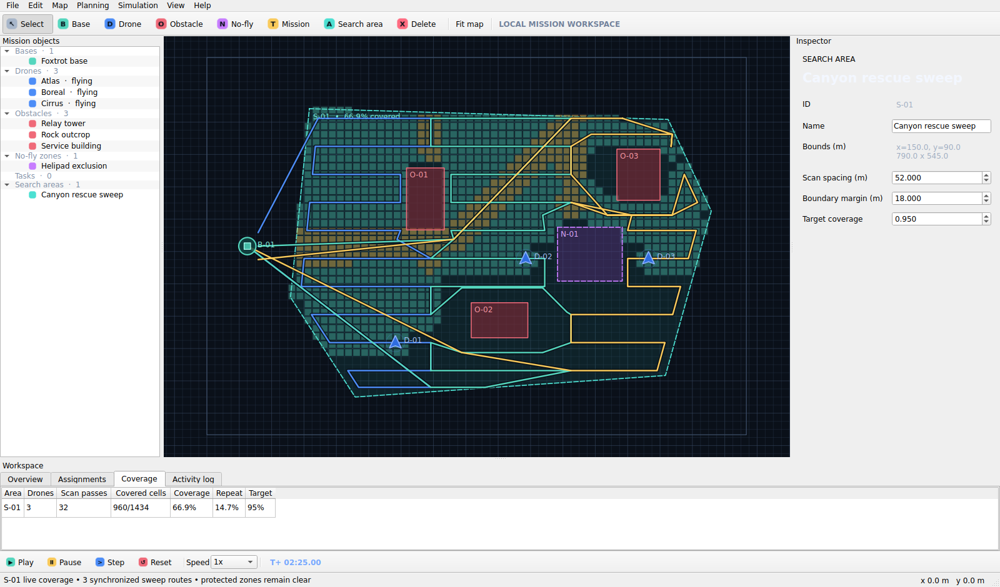 File Edit Map Planning Simulation View Help
↖ Select B Base D Drone O Obstacle N No-fly T Mission A Search area X Delete Fit map LOCAL MISSION WORKSPACE
Mission objects
Bases · 1
Foxtrot base
Drones · 3
Atlas · flying
Boreal · flying
Cirrus · flying
Obstacles · 3
Relay tower
Rock outcrop
Service building
No-fly zones · 1
Helipad exclusion
Tasks · 0
Search areas · 1
Canyon rescue sweep
S-01 • 66.9% covered
O-03
O-01
N-01
B-01
D-02
D-03
O-02
D-01
Inspector
SEARCH AREA
Canyon rescue sweep
ID S-01
Name Canyon rescue sweep
Bounds (m) x=150.0, y=90.0
790.0 x 545.0
Scan spacing (m) 52.000
Boundary margin (m) 18.000
Target coverage 0.950
Workspace
Overview Assignments Coverage Activity log
Area Drones Scan passes Covered cells Coverage Repeat Target
S-01 3 32 960/1434 66.9% 14.7% 95%
Play Pause Step Reset Speed 1x T+ 02:25.00
S-01 live coverage • 3 synchronized sweep routes • protected zones remain clear x 0.0 m y 0.0 m